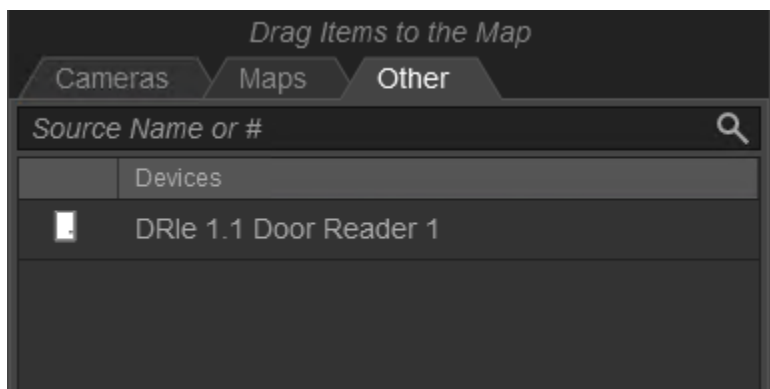 Drag Items to the Map
Cameras Maps Other
Source Name or #
Devices
DRle 1.1 Door Reader 1